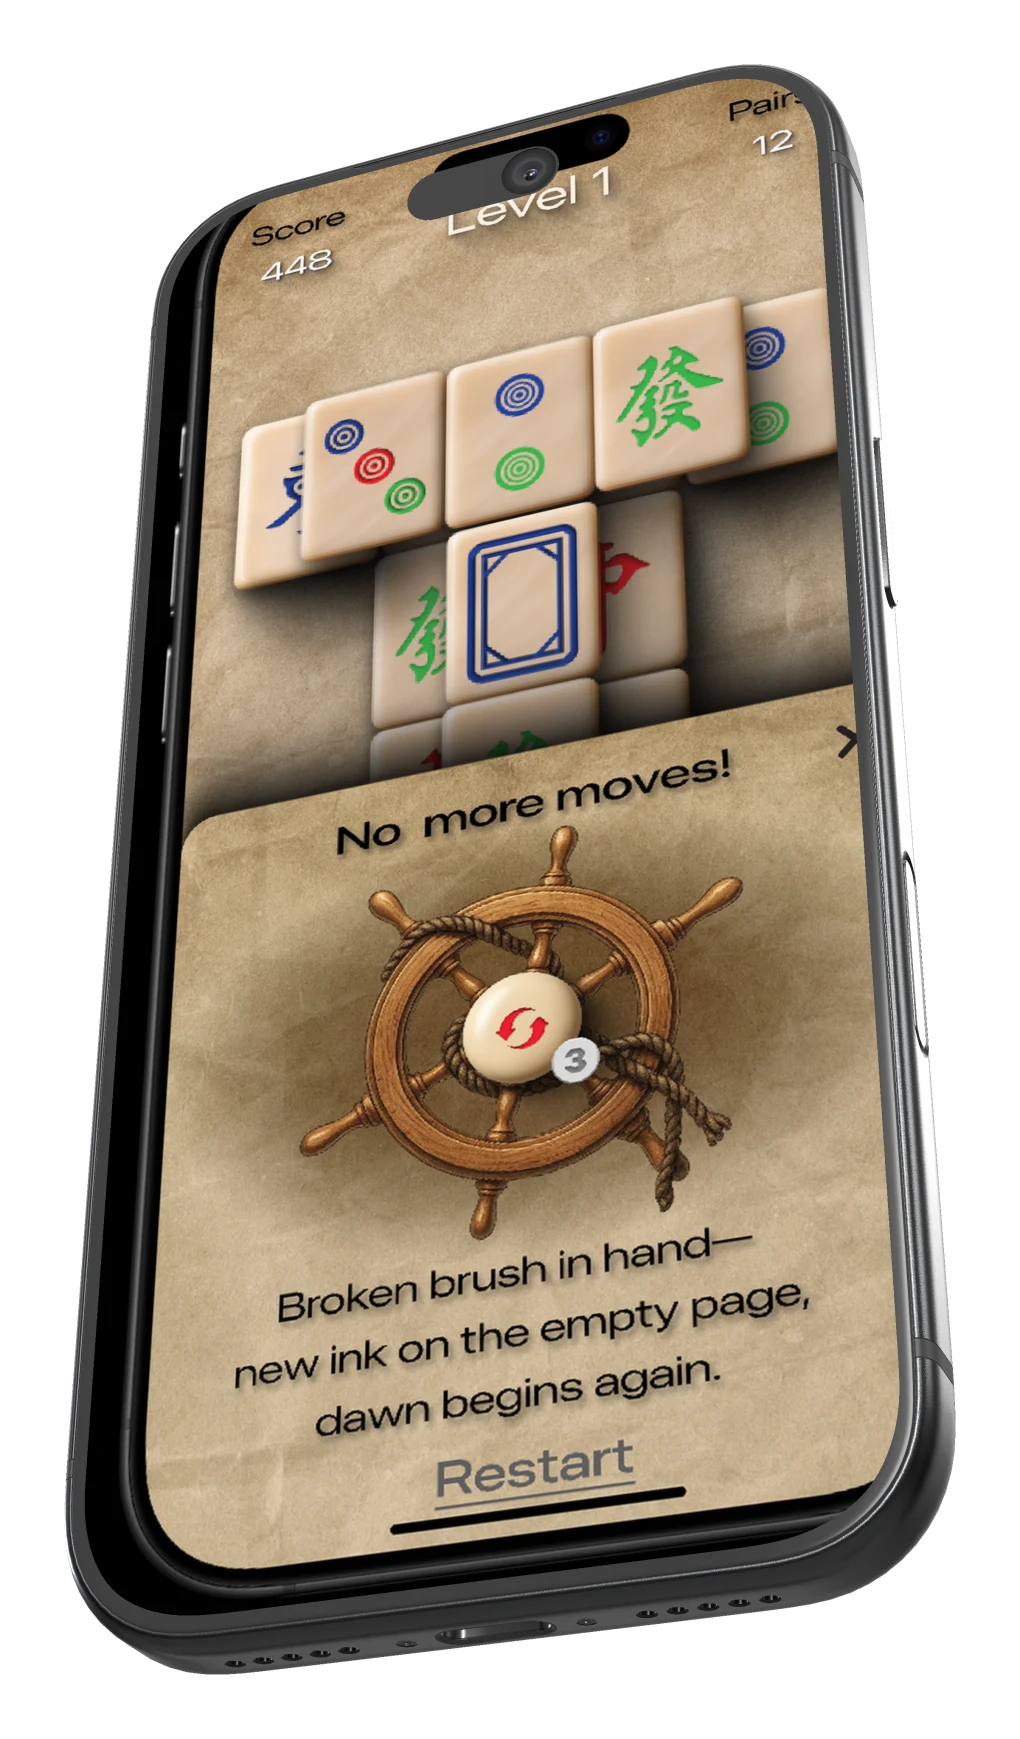 Score
448
Level 1
Pairs
12
發
發
No more moves!
3
Broken brush in hand—
new ink on the empty page,
dawn begins again.
Restart